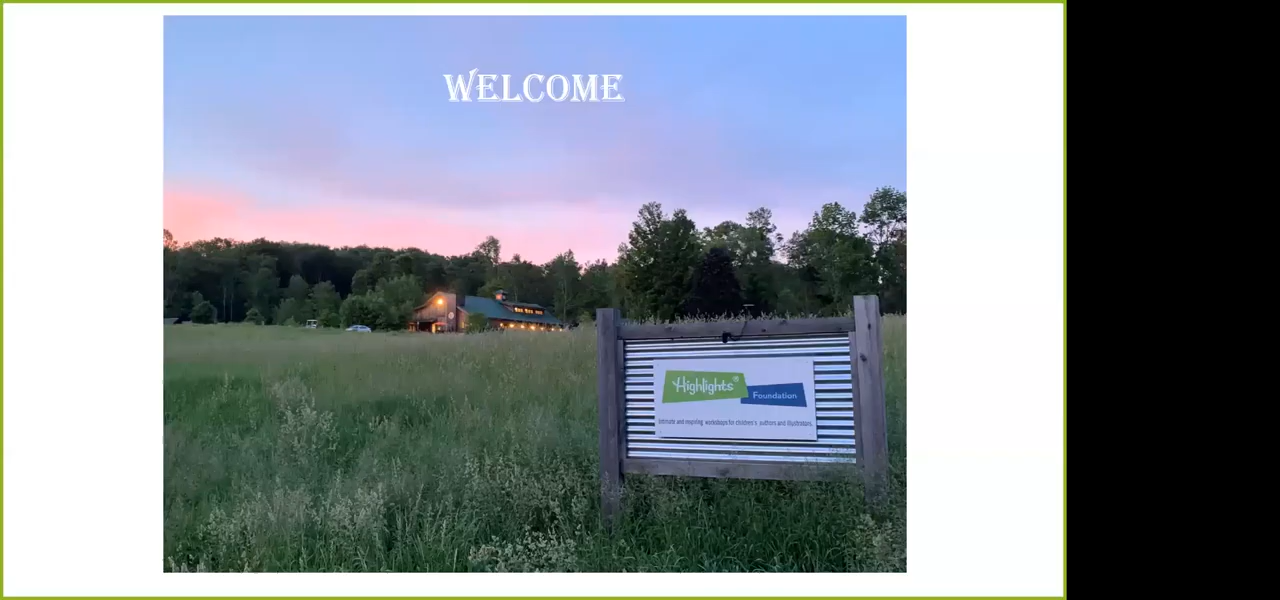 WELCOME
Highlights®
Foundation
Intimate and inspiring workshops for children's authors and illustrators.